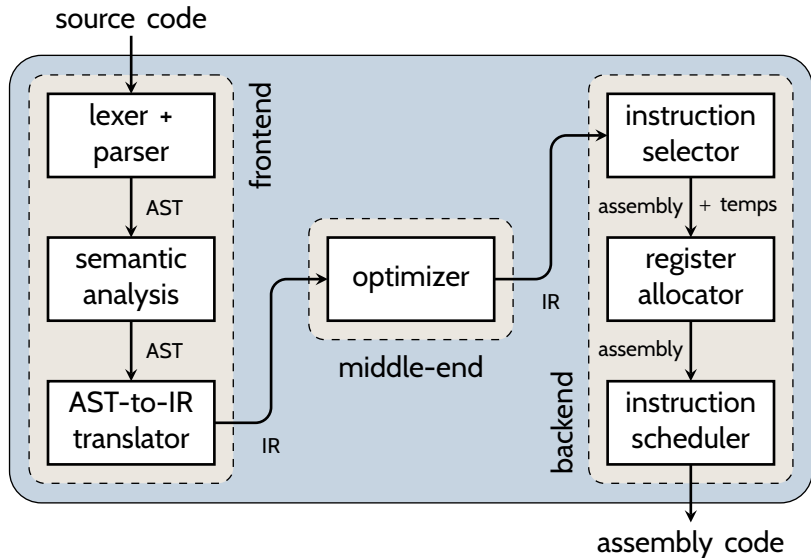 source code
lexer +
parser
frontend
AST
semantic
analysis
AST
AST-to-IR
translator
IR
optimizer
middle-end
IR
instruction
selector
assembly + temps
register
allocator
assembly
instruction
scheduler
backend
assembly code